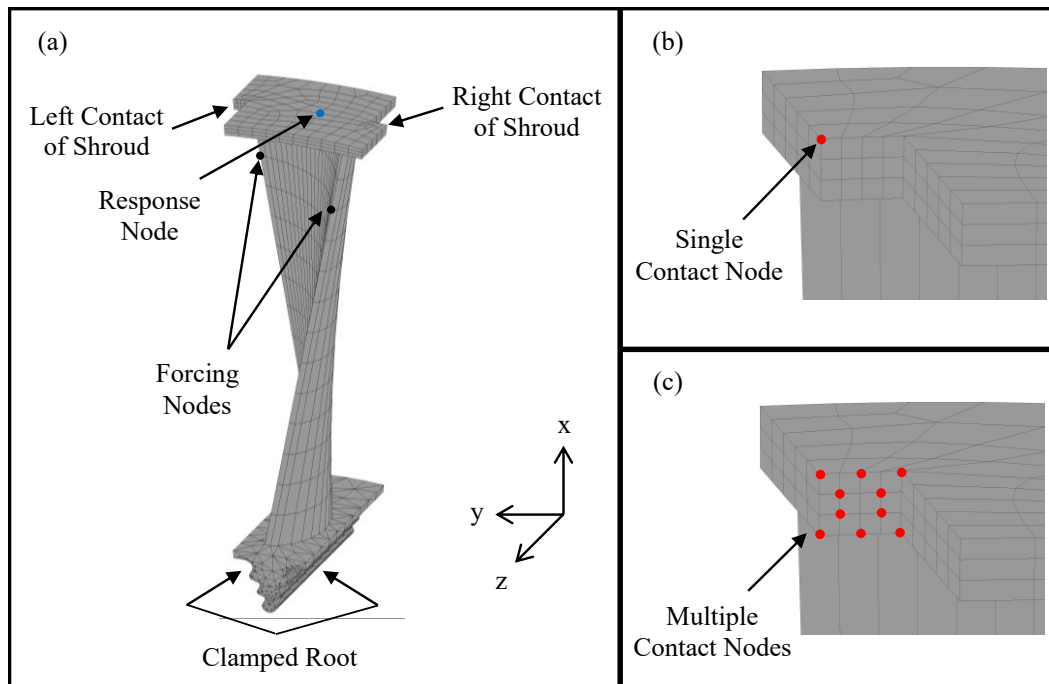 (a)
Left Contact
of Shroud
Right Contact
of Shroud
Response
Node
Forcing
Nodes
x
y
z
Clamped Root
(b)
Single
Contact Node
(c)
Multiple
Contact Nodes